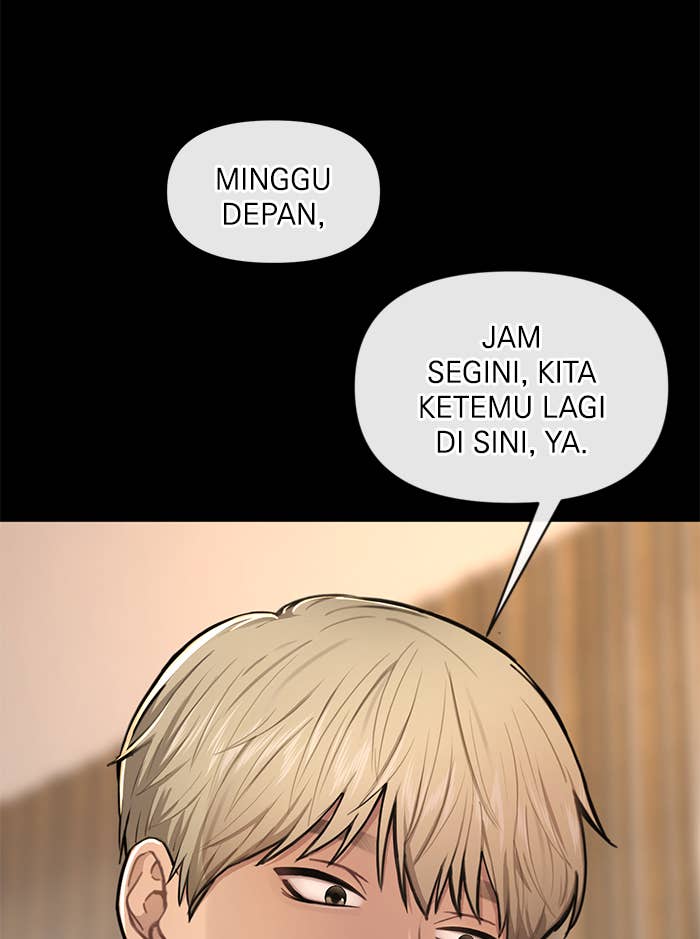 MINGGU
DEPAN,
JAM
SEGINI, KITA
KETEMU LAGI
DI SINI, YA.